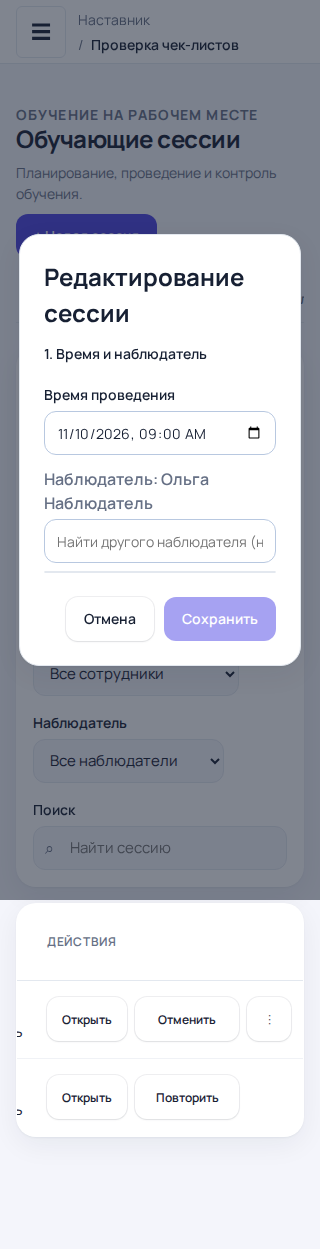 Наставник
/ Проверка чек-листов
ОБУЧЕНИЕ НА РАБОЧЕМ МЕСТЕ
Обучающие сессии
Планирование, проведение и контроль
обучения.
Редактирование
сессии
1. Время и наблюдатель
Время проведения
11/10/2026, 09:00 AM
Наблюдатель: Ольга
Наблюдатель
Найти другого наблюдателя (н
Отмена
Сохранить
Все сотрудники
Наблюдатель
Все наблюдатели
Поиск
Найти сессию
ДЕЙСТВИЯ
Открыть
Отменить
Открыть
Повторить